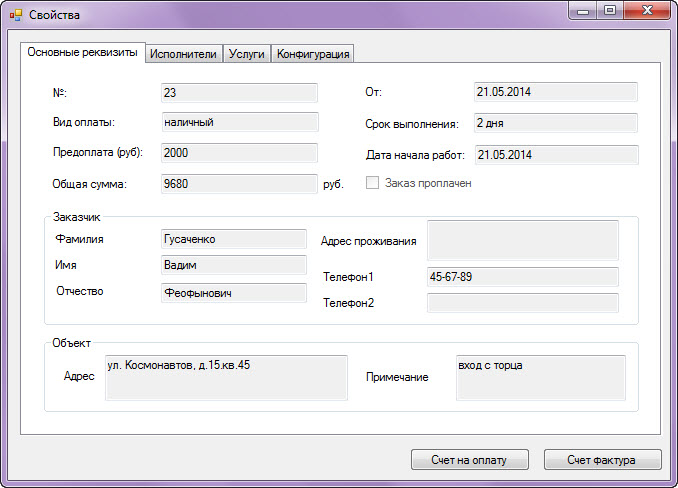 Свойства
Основные реквизиты Исполнители Услуги Конфигурация
№: 23 От: 21.05.2014
Вид оплаты: наличный Срок выполнения: 2 дня
Предоплата (руб): 2000 Дата начала работ: 21.05.2014
Общая сумма: 9680 руб. Заказ проплачен
Заказчик
Фамилия Гусаченко Адрес проживания
Имя Вадим Телефон1 45-67-89
Отчество Феофынович Телефон2
Объект
Адрес ул. Космонавтов, д.15.кв.45 Примечание вход с торца
Счет на оплату Счет фактура